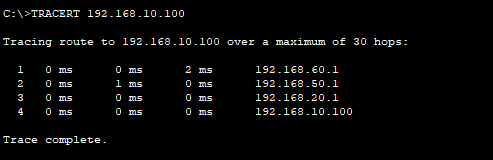 C:\>TRACERT 192.168.10.100
Tracing route to 192.168.10.100 over a maximum of 30 hops:
1 0 ms 0 ms 2 ms 192.168.60.1
2 0 ms 1 ms 0 ms 192.168.50.1
3 0 ms 0 ms 0 ms 192.168.20.1
4 0 ms 0 ms 0 ms 192.168.10.100
Trace complete.